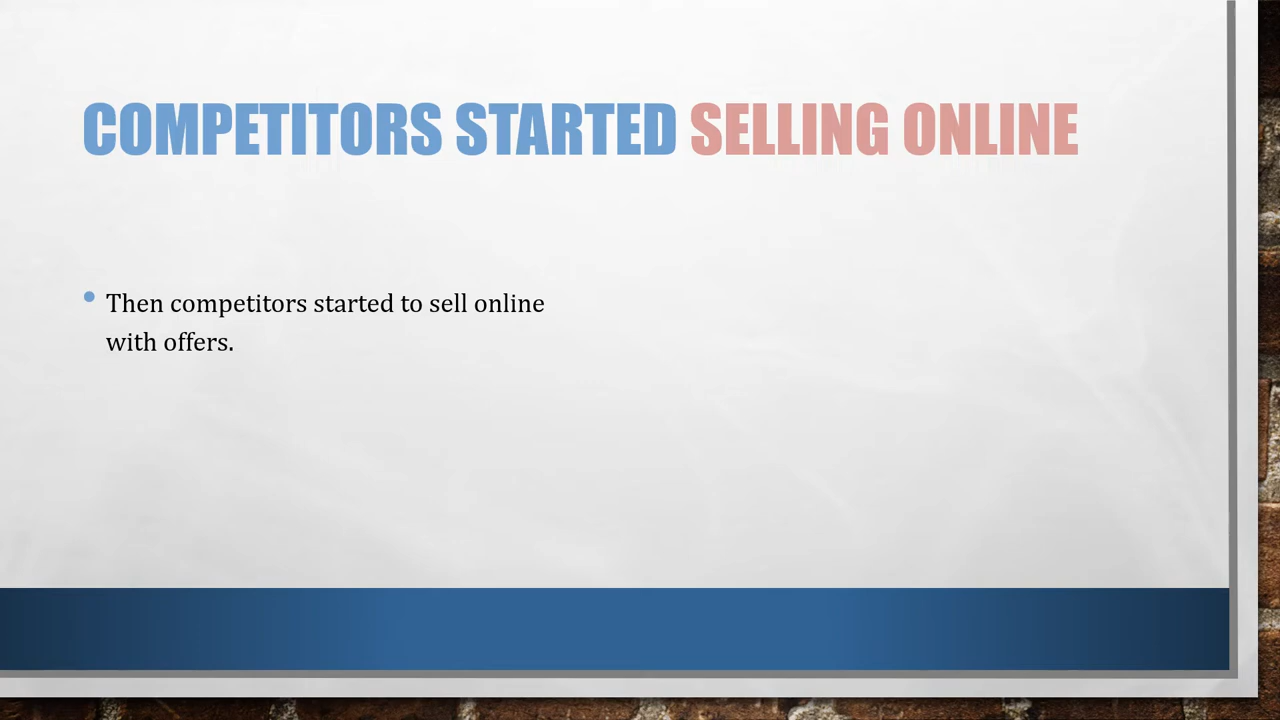 COMPETITORS STARTED SELLING ONLINE
• Then competitors started to sell online
with offers.